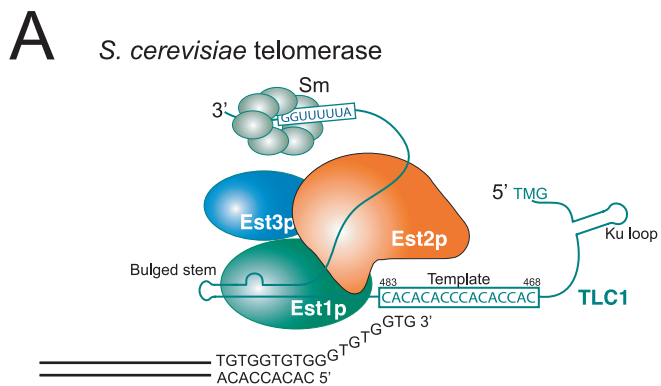 A
S. cerevisiae telomerase
Sm
3’
GGUUUUUA
5’ TMG
Est3p
Est2p
Ku loop
Bulged stem
483 Template 468
Est1p
CACACACCCACACCAC
TLC1
TGTGGTGTGGGTGTGGTG 3’
ACACCACAC 5’